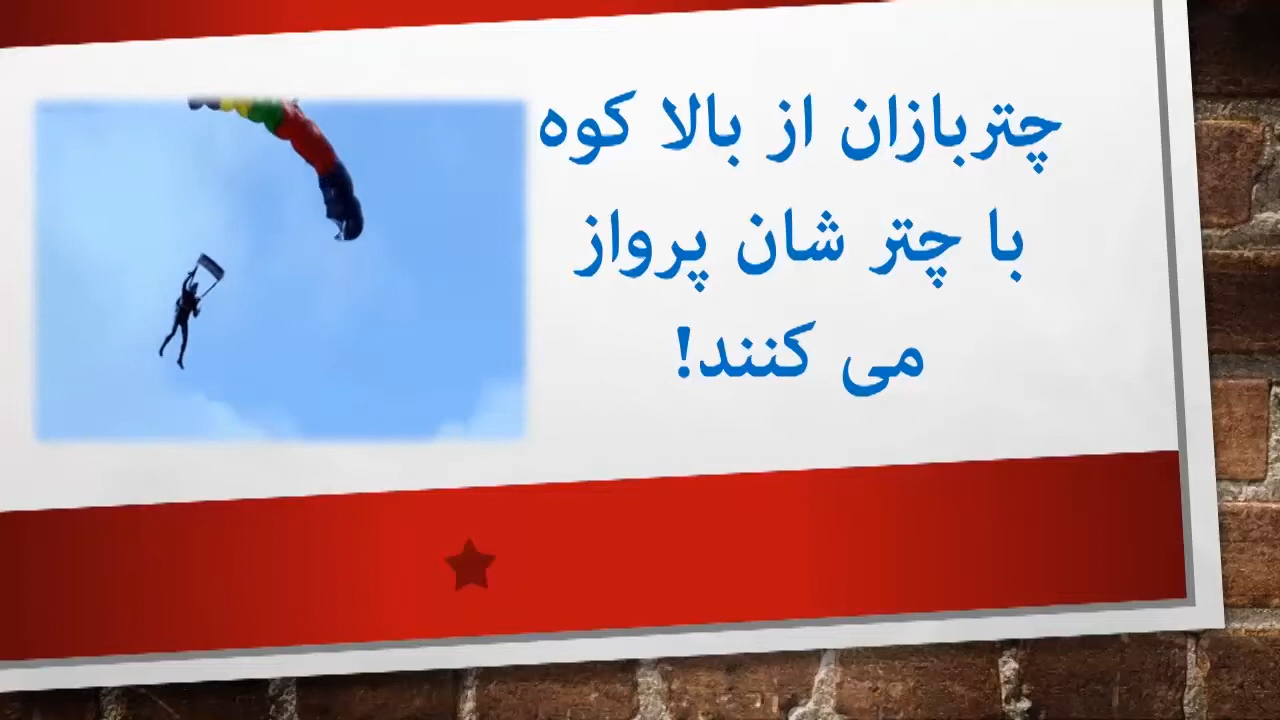 چتربازان از بالا کوه
با چتر شان پرواز
می کنند!